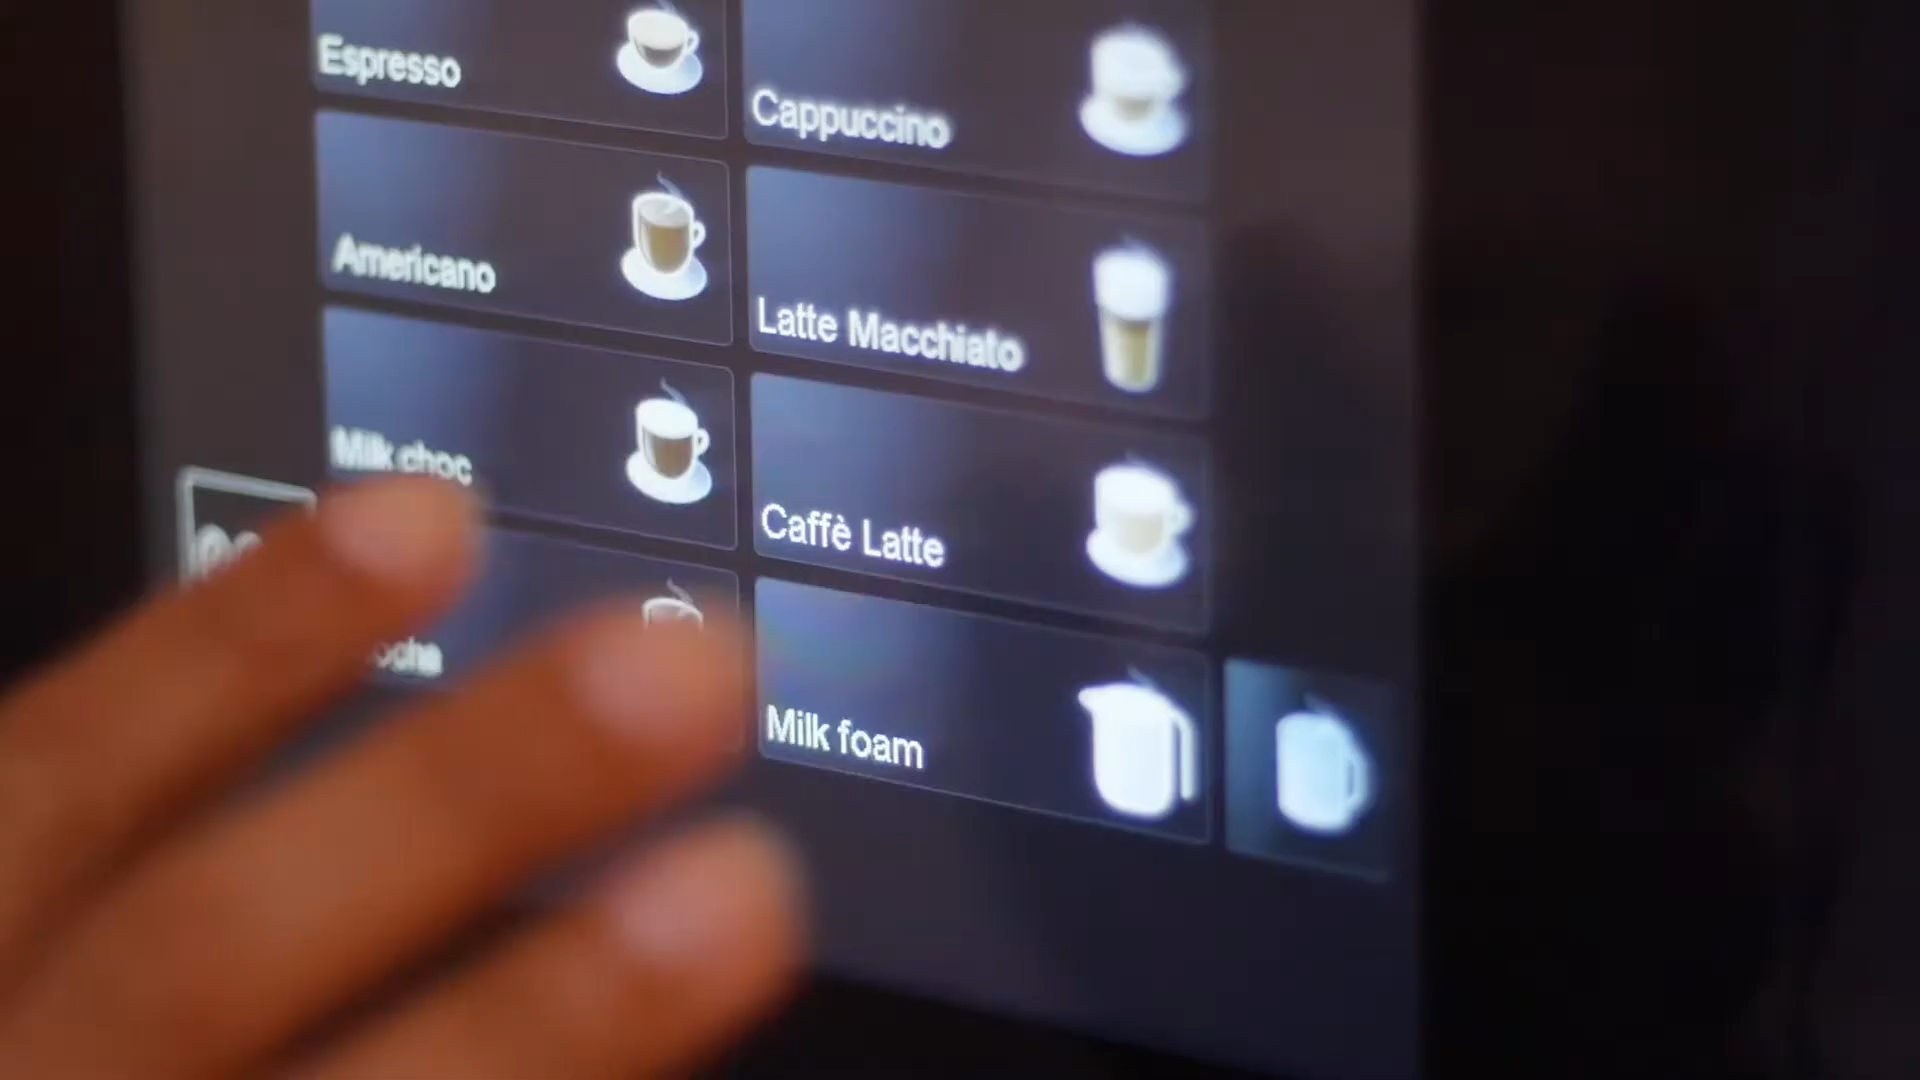 Espresso
Cappuccino
Americano
Latte Macchiato
Milk choc
Caffè Latte
Milk foam